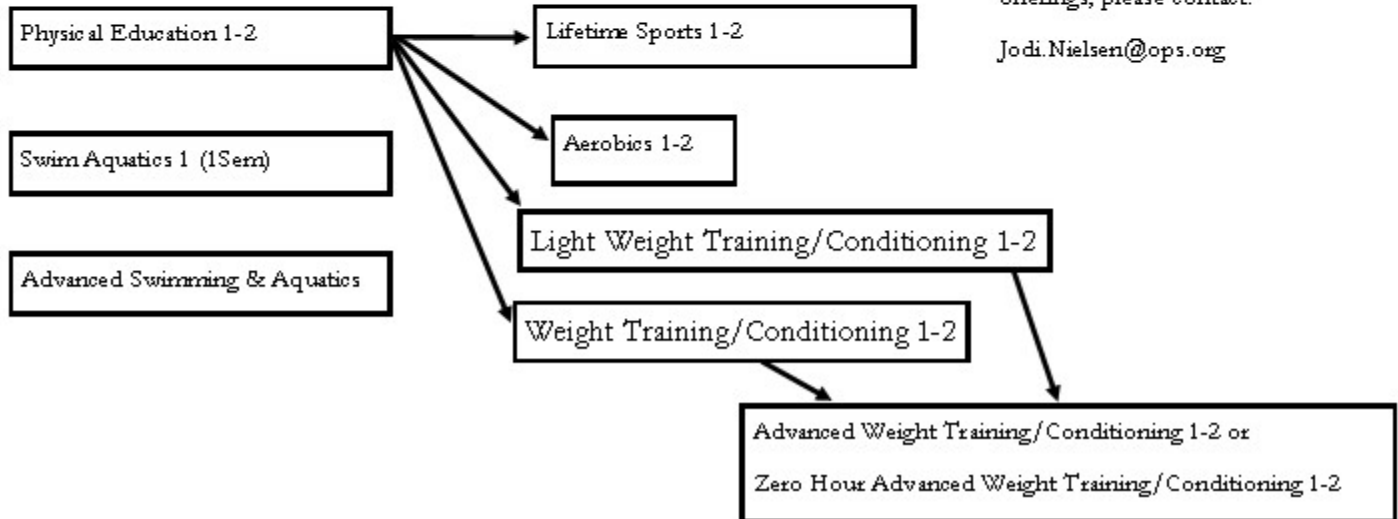 offerings, please contact:
Jodi.Nielsen@ops.org
Physical Education 1-2
Lifetime Sports 1-2
Swim Aquatics 1 (1Sem)
Aerobics 1-2
Advanced Swimming & Aquatics
Light Weight Training/Conditioning 1-2
Weight Training/Conditioning 1-2
Advanced Weight Training/Conditioning 1-2 or
Zero Hour Advanced Weight Training/Conditioning 1-2